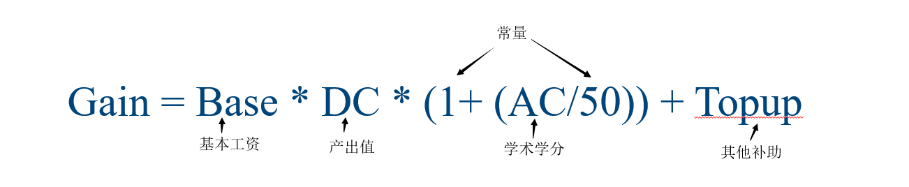 常量
Gain = Base * DC * (1+ (AC/50)) + Topup
基本工资 产出值 学术学分 其他补助